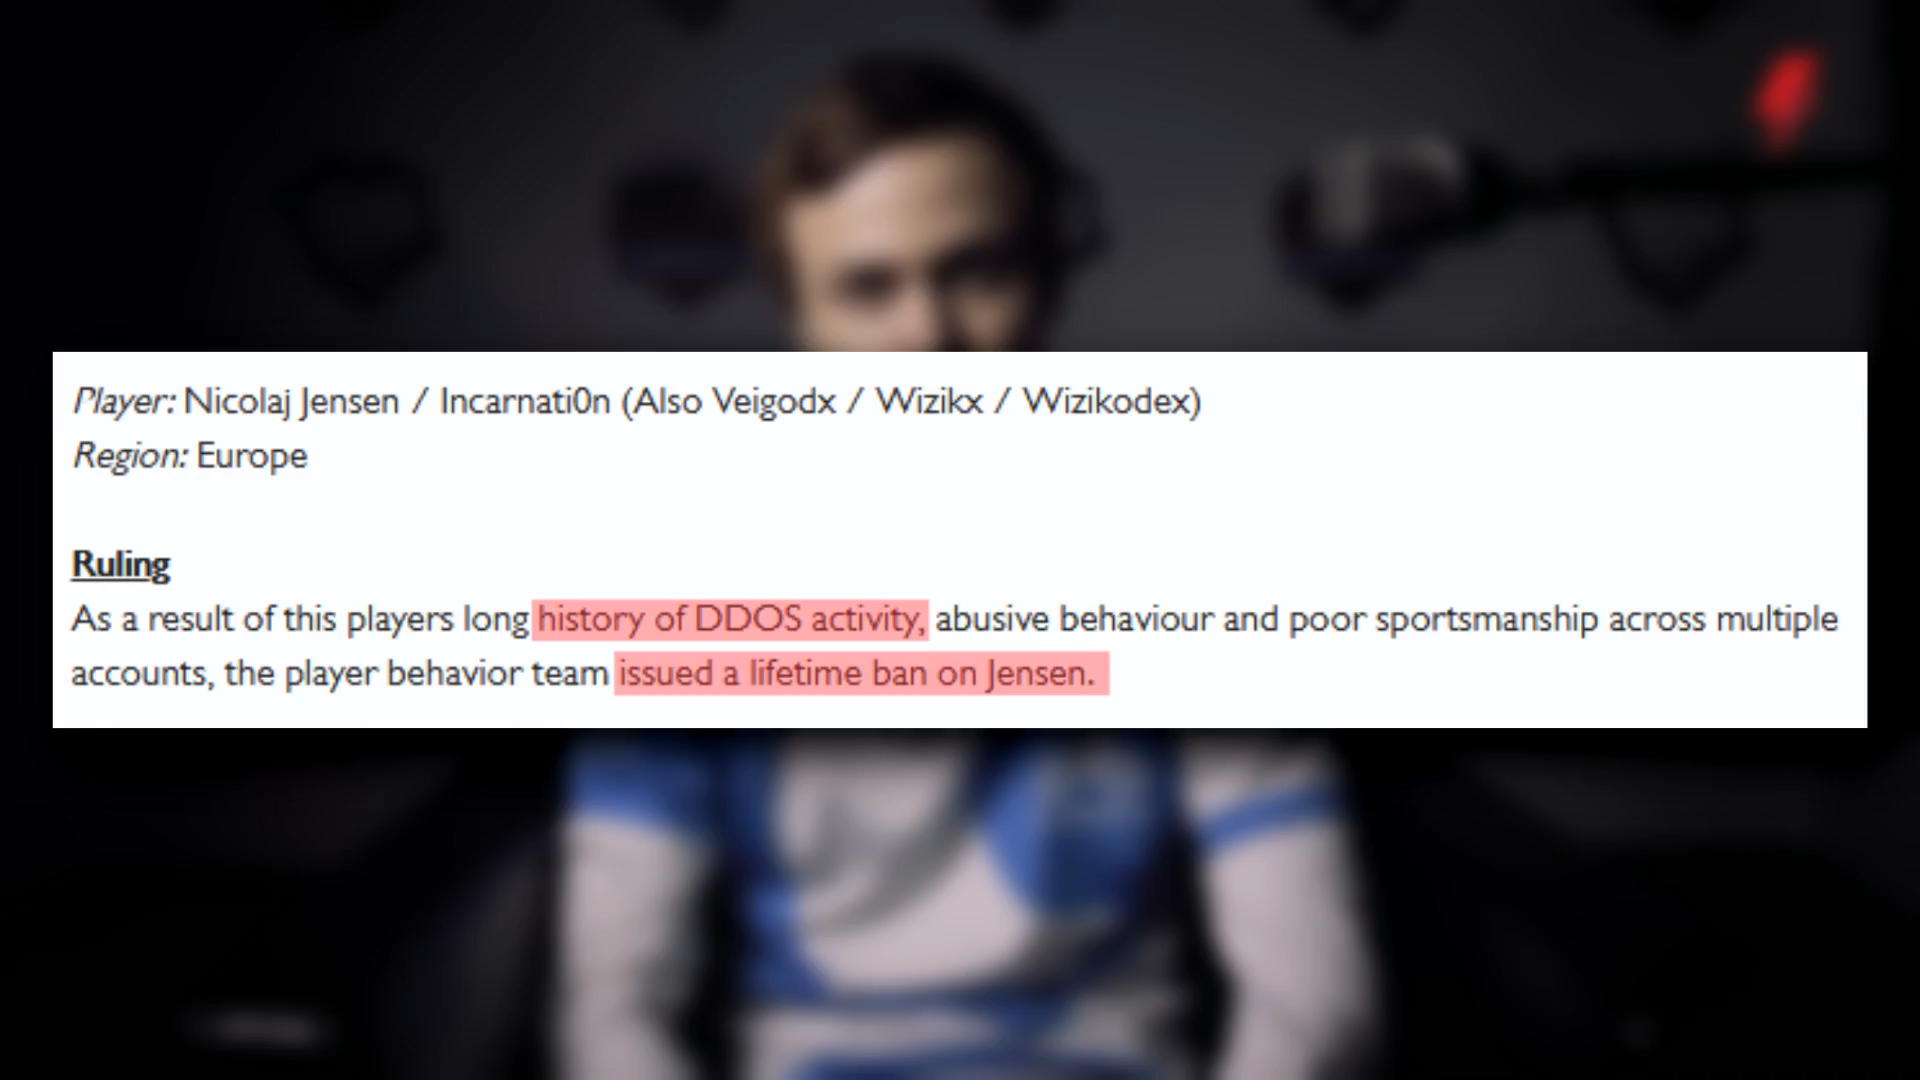 Player: Nicolaj Jensen / Incarnati0n (Also Veigodx / Wizikx / Wizikodex)
Region: Europe
Ruling
As a result of this players long history of DDOS activity, abusive behaviour and poor sportsmanship across multiple
accounts, the player behavior team issued a lifetime ban on Jensen.